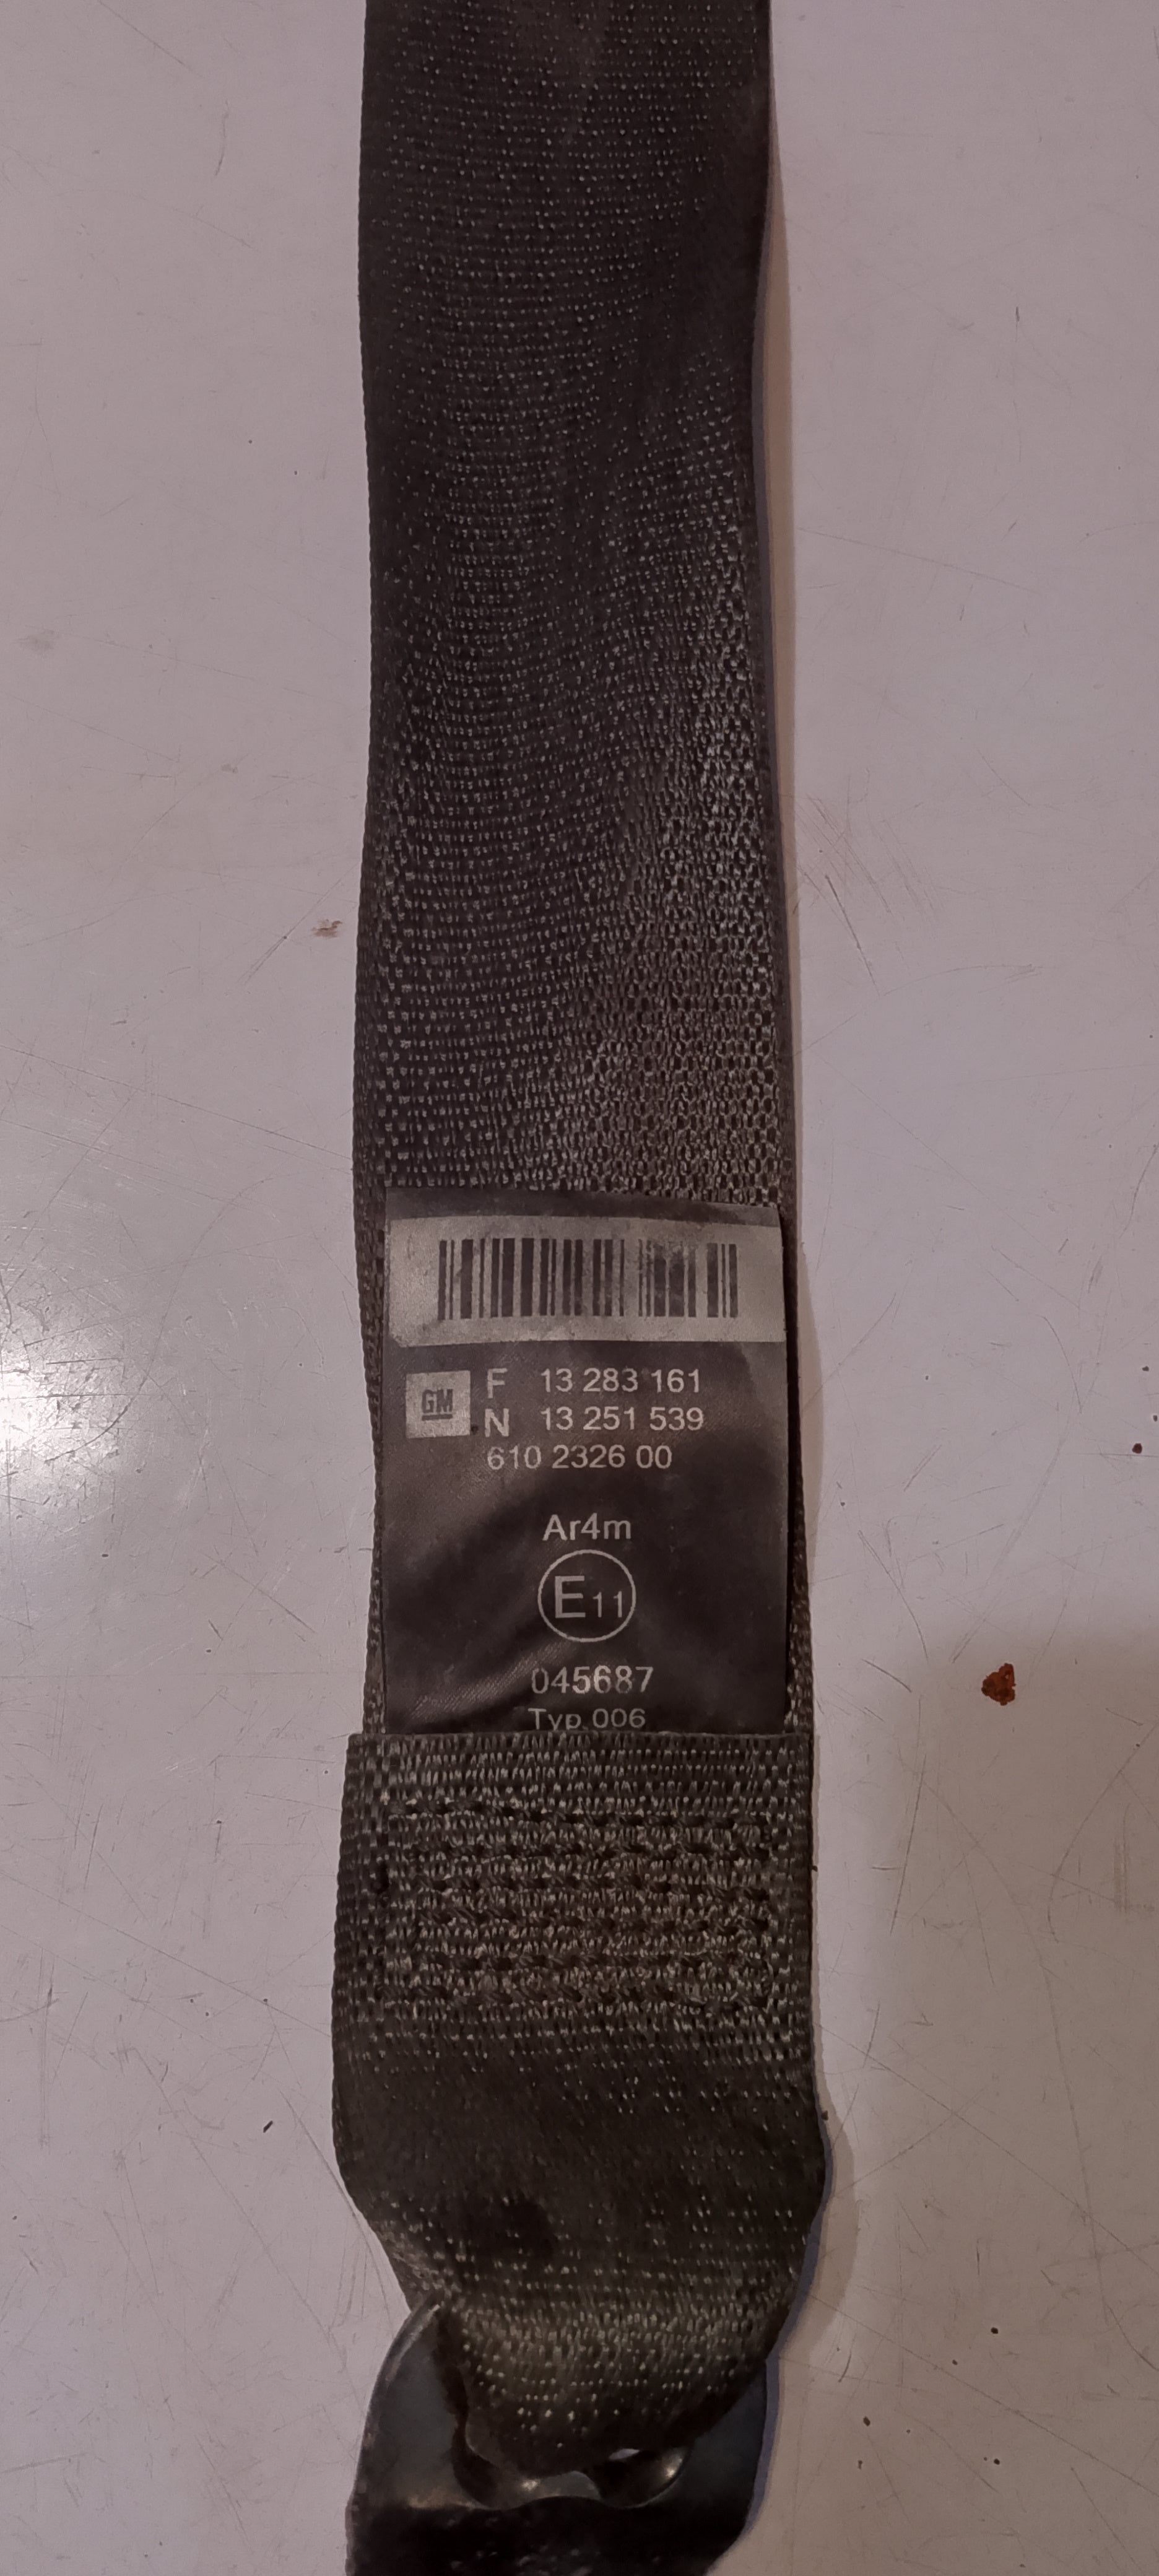 GM
F 13 283 161
N 13 251 539
610 2326 00
Ar4m
E11
045687
Typ 006